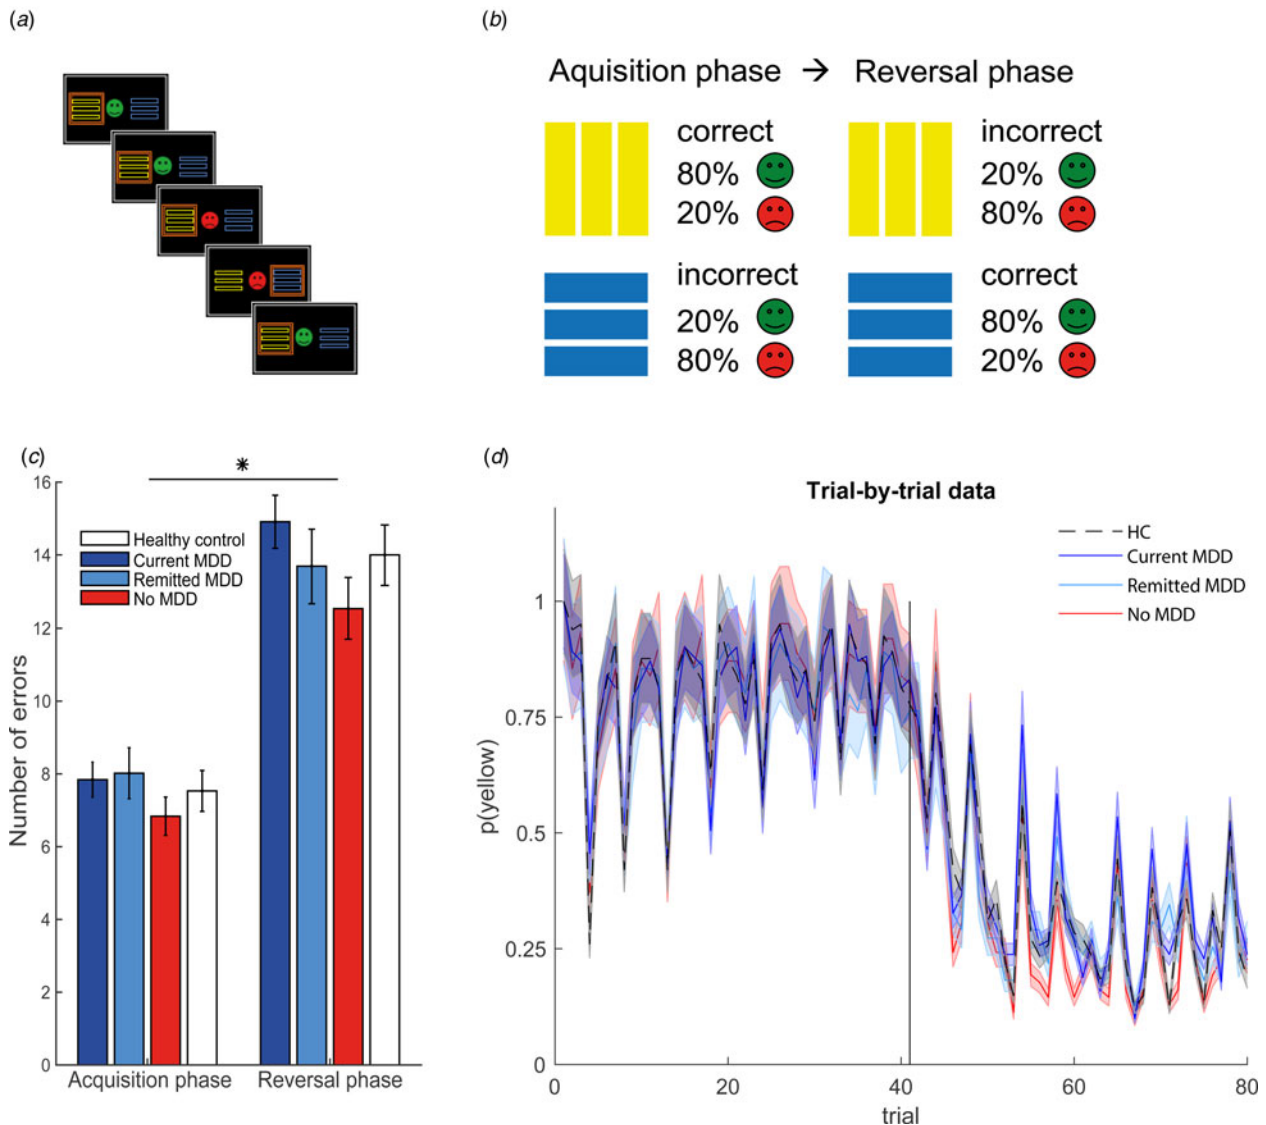 (a)
(b)
Aquisition phase → Reversal phase
correct
80%
20%
incorrect
20%
80%
incorrect
20%
80%
correct
80%
20%
(c)
*
16
14
12
10
8
6
4
2
0
Number of errors
Healthy control
Current MDD
Remitted MDD
No MDD
Acquisition phase
Reversal phase
(d)
Trial-by-trial data
HC
Current MDD
Remitted MDD
No MDD
1
0.75
0.5
0.25
0
p(yellow)
0 20 40 60 80
trial